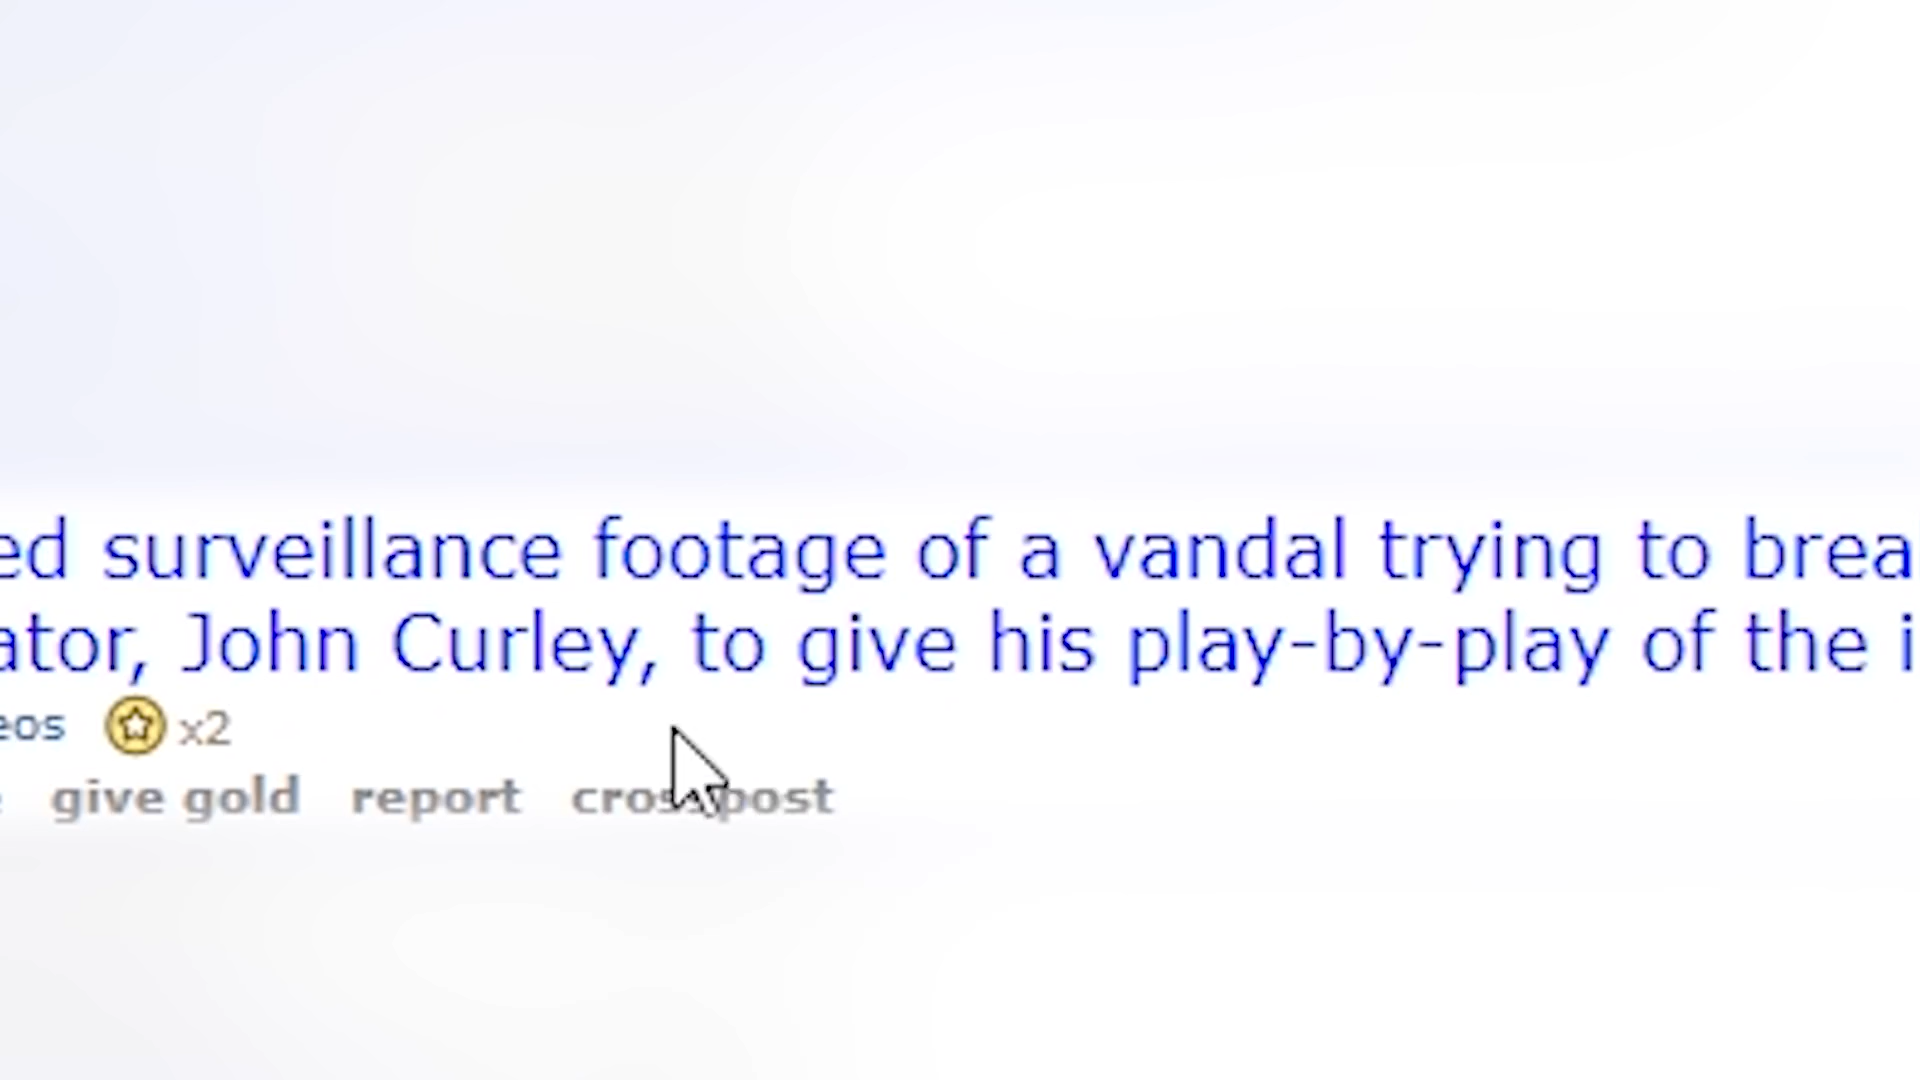 ed surveillance footage of a vandal trying to brea
ator, John Curley, to give his play-by-play of the i
eos x2
give gold report crosspost